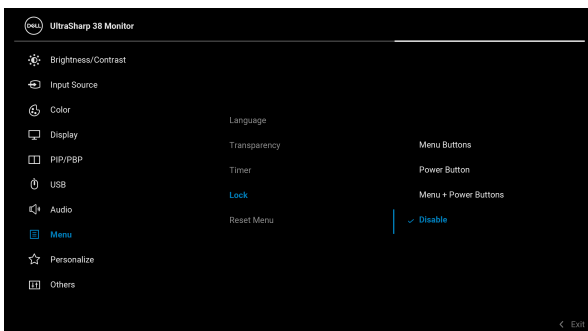 DELL UltraSharp 38 Monitor
Brightness/Contrast
Input Source
Color
Display
PIP/PBP
USB
Audio
Menu
Personalize
Others
Language
Transparency
Timer
Lock
Reset Menu
Menu Buttons
Power Button
Menu + Power Buttons
Disable
Exit